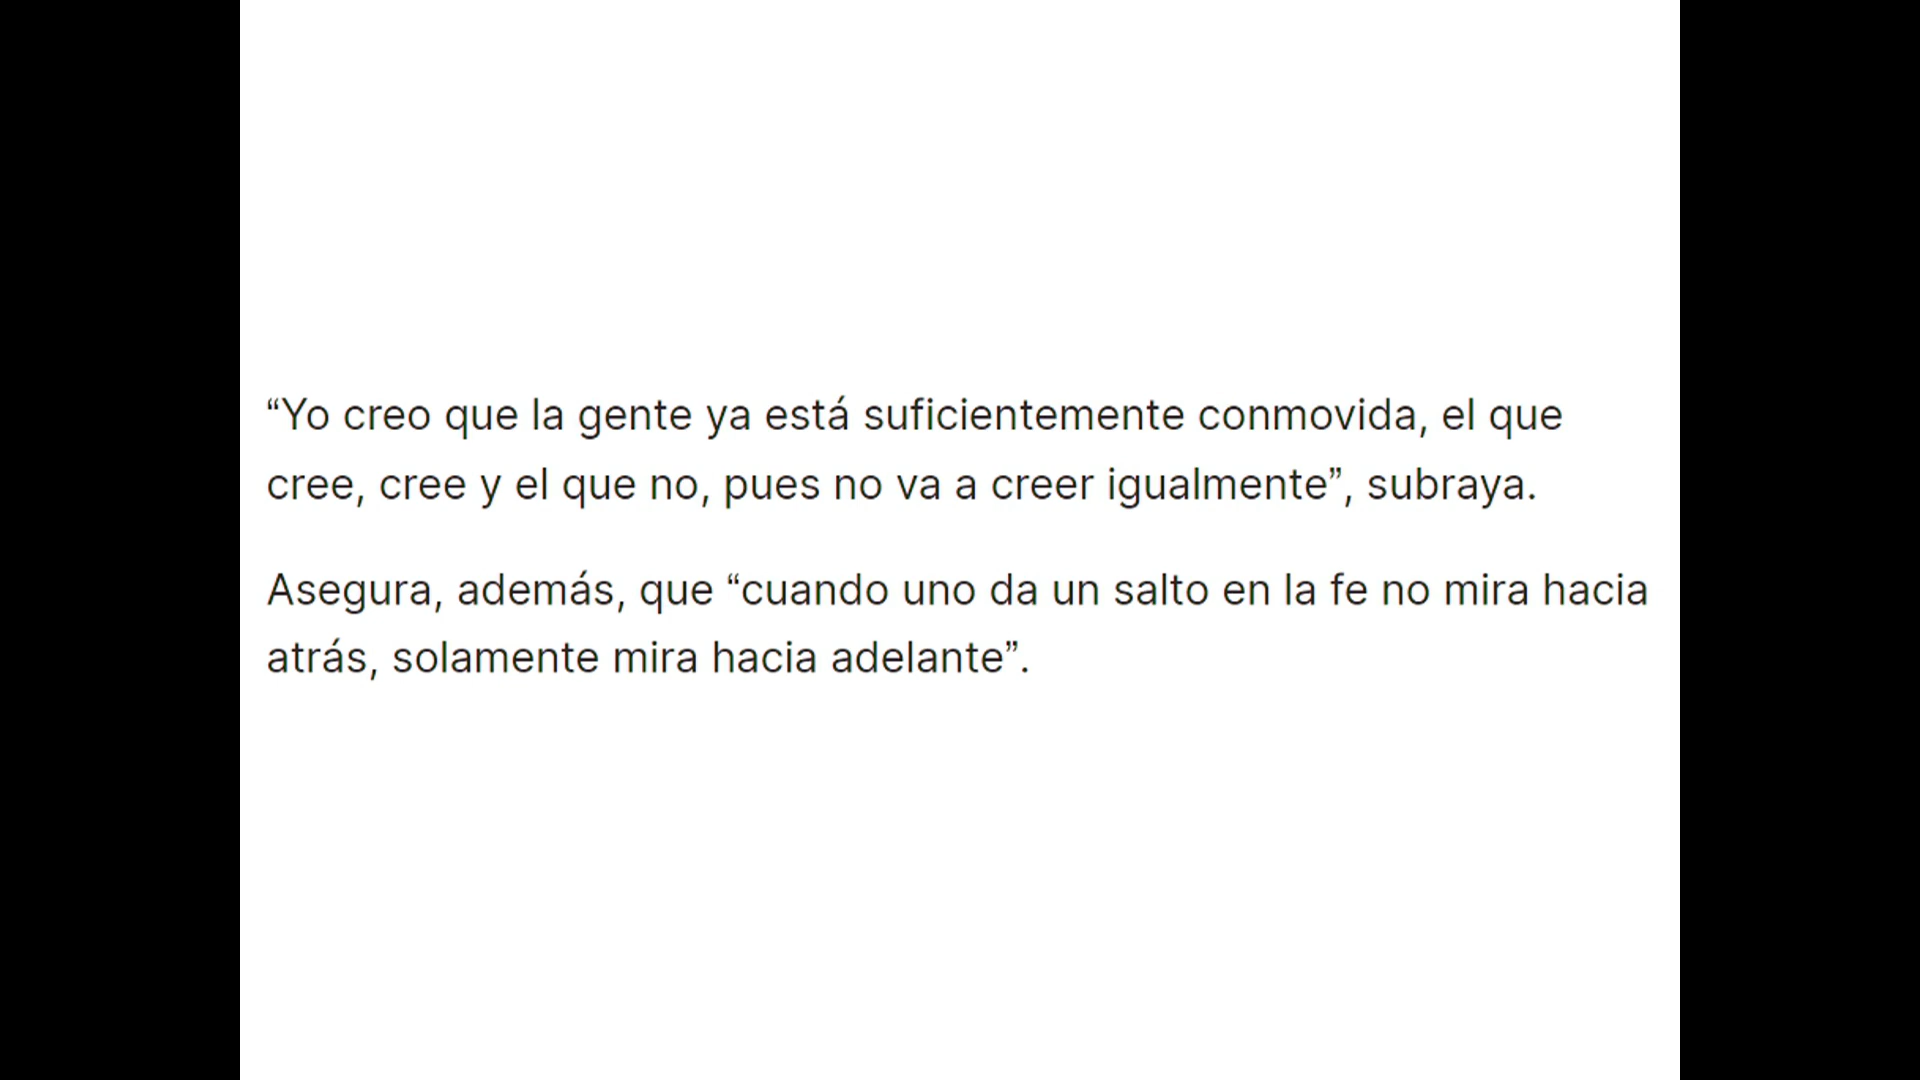 “Yo creo que la gente ya está suficientemente conmovida, el que
cree, cree y el que no, pues no va a creer igualmente”, subraya.
Asegura, además, que “cuando uno da un salto en la fe no mira hacia
atrás, solamente mira hacia adelante”.